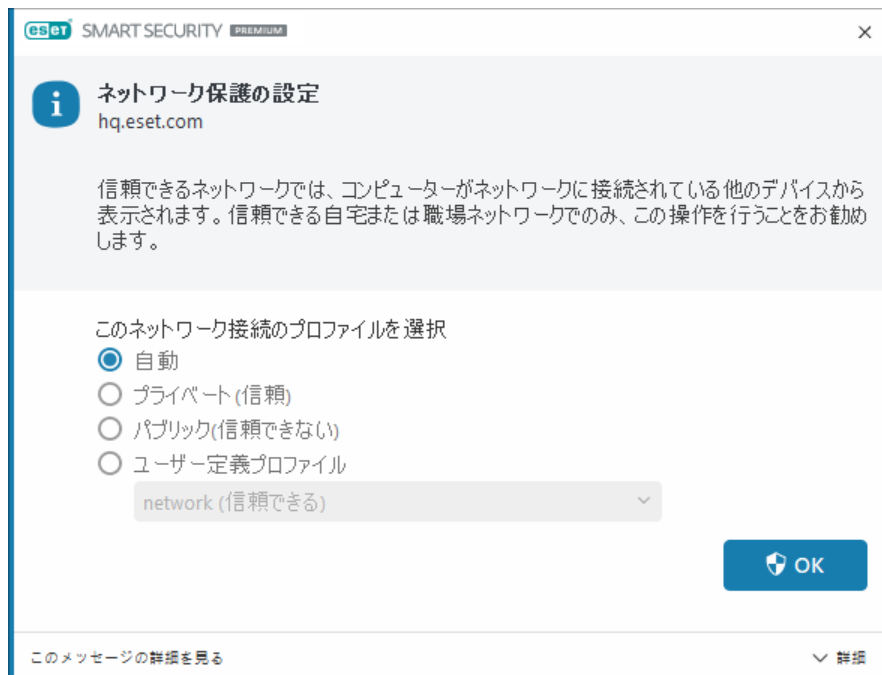 eset SMART SECURITY PREMIUM
ネットワーク保護の設定
hq.eset.com
信頼できるネットワークでは、コンピューターがネットワークに接続されている他のデバイスから
表示されます。信頼できる自宅または職場ネットワークでのみ、この操作を行うことをお勧め
します。
このネットワーク接続のプロファイルを選択
自動
プライベート(信頼)
パブリック(信頼できない)
ユーザー定義プロファイル
network (信頼できる)
OK
このメッセージの詳細を見る
詳細